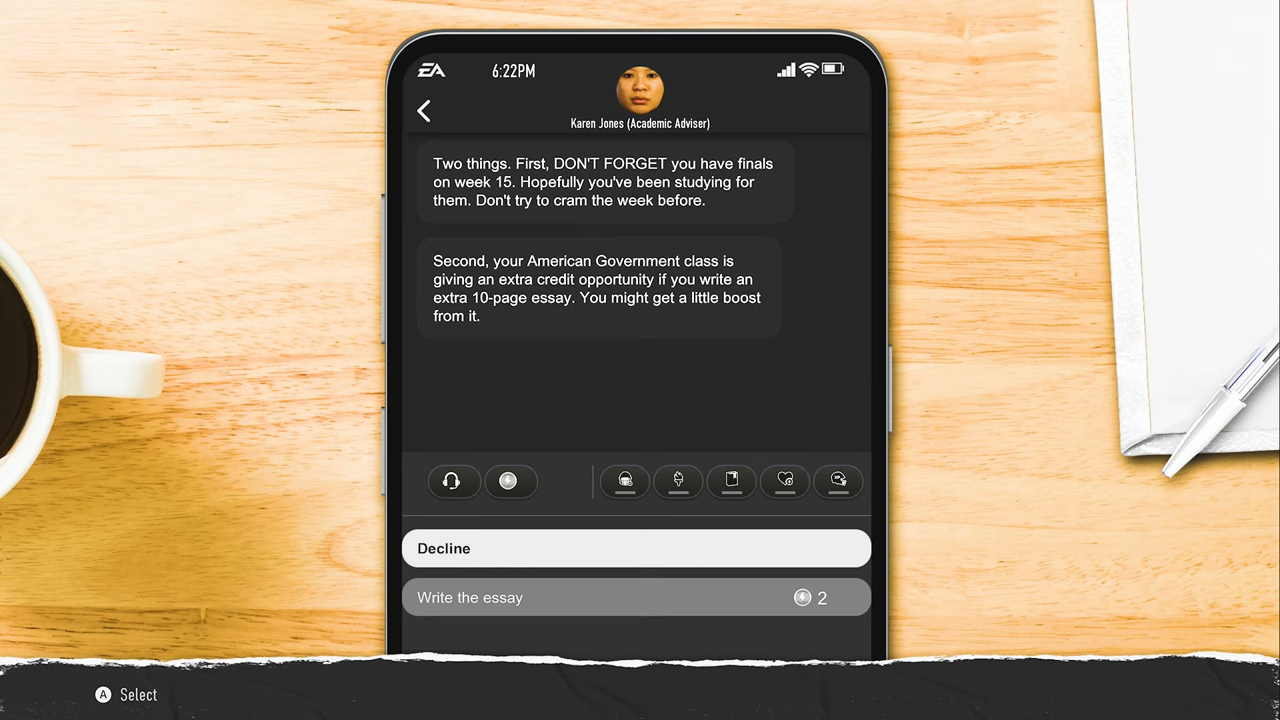 EA
6:22PM
Karen Jones (Academic Adviser)
Two things. First, DON'T FORGET you have finals
on week 15. Hopefully you've been studying for
them. Don't try to cram the week before.
Second, your American Government class is
giving an extra credit opportunity if you write an
extra 10-page essay. You might get a little boost
from it.
Decline
Write the essay 2
A Select